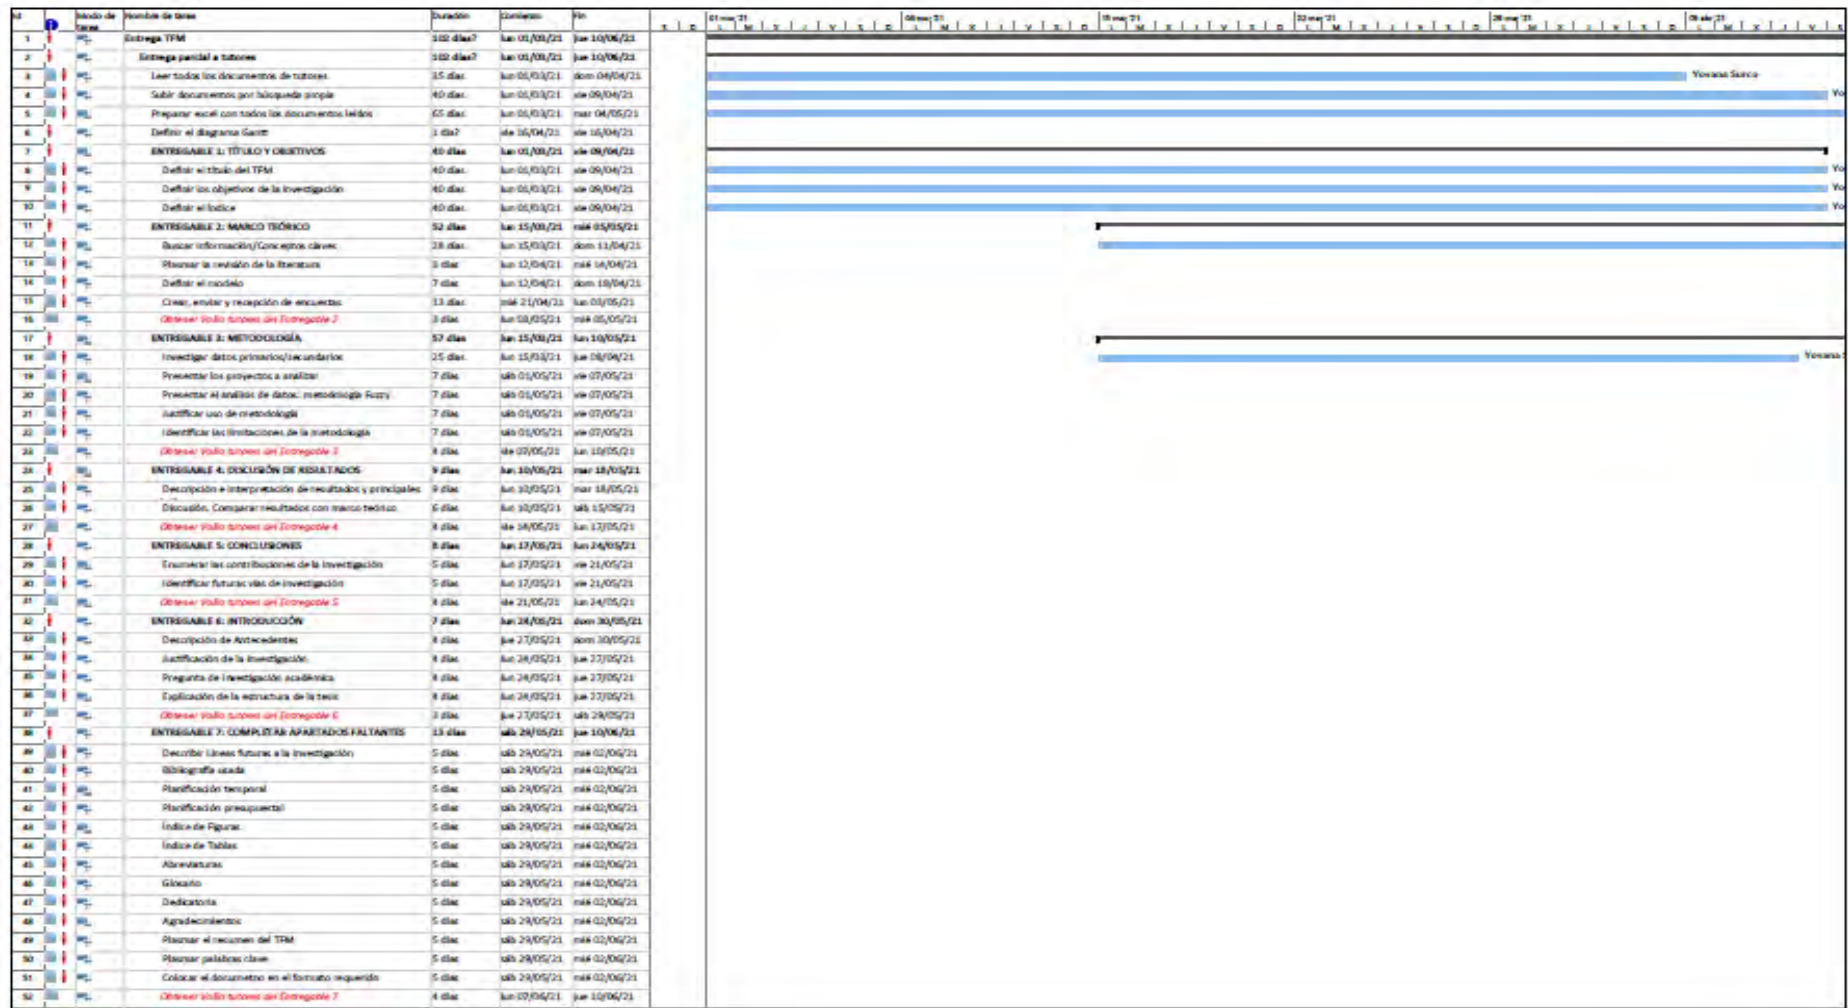 Id Modo de tarea Nombre de tarea Duración Comienzo Fin
01 mar '21 08 mar '21 15 mar '21 22 mar '21 29 mar '21 05 abr '21
1 Entrega TFM 102 días? lun 01/03/21 jue 10/06/21
2 Entrega parcial a tutores 102 días? lun 01/03/21 jue 10/06/21
3 Leer todos los documentos de tutores 35 días lun 01/03/21 dom 04/04/21 Yovana Surco
4 Subir documentos por búsqueda propia 40 días lun 01/03/21 vie 09/04/21 Yo
5 Preparar excel con todos los documentos leídos 65 días lun 01/03/21 mar 04/05/21
6 Definir el diagrama Gantt 1 día? vie 16/04/21 vie 16/04/21
7 ENTREGABLE 1: TÍTULO Y OBJETIVOS 40 días lun 01/03/21 vie 09/04/21
8 Definir el título del TFM 40 días lun 01/03/21 vie 09/04/21 Yo
9 Definir los objetivos de la investigación 40 días lun 01/03/21 vie 09/04/21 Yo
10 Definir el índice 40 días lun 01/03/21 vie 09/04/21 Yo
11 ENTREGABLE 2: MARCO TEÓRICO 52 días lun 15/03/21 mié 05/05/21
12 Buscar información/Conceptos claves 28 días lun 15/03/21 dom 11/04/21
13 Plasmar la revisión de la literatura 3 días lun 12/04/21 mié 14/04/21
14 Definir el modelo 7 días lun 12/04/21 dom 18/04/21
15 Crear, enviar y recepción de encuestas 13 días mié 21/04/21 lun 03/05/21
16 Obtener VoBo tutores del Entregable 2 3 días lun 03/05/21 mié 05/05/21
17 ENTREGABLE 3: METODOLOGÍA 57 días lun 15/03/21 lun 10/05/21
18 Investigar datos primarios/secundarios 25 días lun 15/03/21 jue 08/04/21 Yovana S
19 Presentar los proyectos a analizar 7 días sáb 01/05/21 vie 07/05/21
20 Presentar el análisis de datos: metodología Fuzzy 7 días sáb 01/05/21 vie 07/05/21
21 Justificar uso de metodología 7 días sáb 01/05/21 vie 07/05/21
22 Identificar las limitaciones de la metodología 7 días sáb 01/05/21 vie 07/05/21
23 Obtener VoBo tutores del Entregable 3 4 días vie 07/05/21 lun 10/05/21
24 ENTREGABLE 4: DISCUSIÓN DE RESULTADOS 9 días lun 10/05/21 mar 18/05/21
25 Descripción e interpretación de resultados y principales 9 días lun 10/05/21 mar 18/05/21
26 Discusión. Comparar resultados con marco teórico 6 días lun 10/05/21 sáb 15/05/21
27 Obtener VoBo tutores del Entregable 4 4 días vie 14/05/21 lun 17/05/21
28 ENTREGABLE 5: CONCLUSIONES 8 días lun 17/05/21 lun 24/05/21
29 Enumerar las contribuciones de la investigación 5 días lun 17/05/21 vie 21/05/21
30 Identificar futuras vías de investigación 5 días lun 17/05/21 vie 21/05/21
31 Obtener VoBo tutores del Entregable 5 4 días vie 21/05/21 lun 24/05/21
32 ENTREGABLE 6: INTRODUCCIÓN 7 días lun 24/05/21 dom 30/05/21
33 Descripción de Antecedentes 4 días jue 27/05/21 dom 30/05/21
34 Justificación de la investigación 4 días lun 24/05/21 jue 27/05/21
35 Pregunta de investigación académica 4 días lun 24/05/21 jue 27/05/21
36 Explicación de la estructura de la tesis 4 días lun 24/05/21 jue 27/05/21
37 Obtener VoBo tutores del Entregable 6 3 días jue 27/05/21 sáb 29/05/21
38 ENTREGABLE 7: COMPLETAR APARTADOS FALTANTES 13 días sáb 29/05/21 jue 10/06/21
39 Describir Líneas futuras a la investigación 5 días sáb 29/05/21 mié 02/06/21
40 Bibliografía usada 5 días sáb 29/05/21 mié 02/06/21
41 Planificación temporal 5 días sáb 29/05/21 mié 02/06/21
42 Planificación presupuestal 5 días sáb 29/05/21 mié 02/06/21
43 Índice de Figuras 5 días sáb 29/05/21 mié 02/06/21
44 Índice de Tablas 5 días sáb 29/05/21 mié 02/06/21
45 Abreviaturas 5 días sáb 29/05/21 mié 02/06/21
46 Glosario 5 días sáb 29/05/21 mié 02/06/21
47 Dedicatoria 5 días sáb 29/05/21 mié 02/06/21
48 Agradecimientos 5 días sáb 29/05/21 mié 02/06/21
49 Plasmar el resumen del TFM 5 días sáb 29/05/21 mié 02/06/21
50 Plasmar palabras clave 5 días sáb 29/05/21 mié 02/06/21
51 Colocar el documetno en el formato requerido 5 días sáb 29/05/21 mié 02/06/21
52 Obtener VoBo tutores del Entregable 7 4 días lun 07/06/21 jue 10/06/21